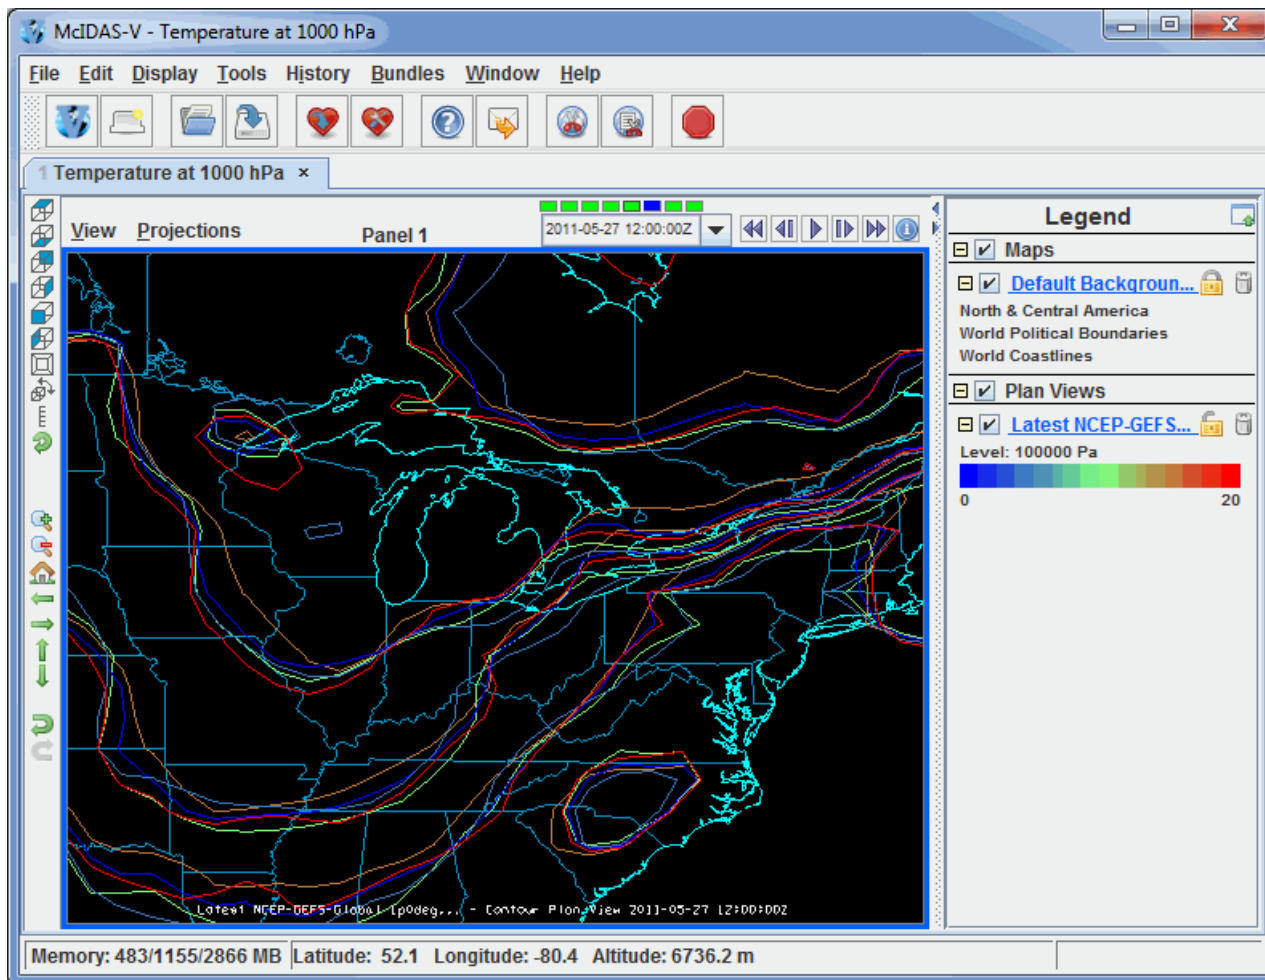 McIDAS-V - Temperature at 1000 hPa
File Edit Display Tools History Bundles Window Help
1 Temperature at 1000 hPa ×
View Projections Panel 1 2011-05-27 12:00:00Z
Latest NCEP-GEFS-Global 1p0deg... - Contour Plan View 2011-05-27 12:00:00Z
Legend
Maps
Default Backgroun...
North & Central America
World Political Boundaries
World Coastlines
Plan Views
Latest NCEP-GEFS...
Level: 100000 Pa
0 20
Memory: 483/1155/2866 MB Latitude: 52.1 Longitude: -80.4 Altitude: 6736.2 m